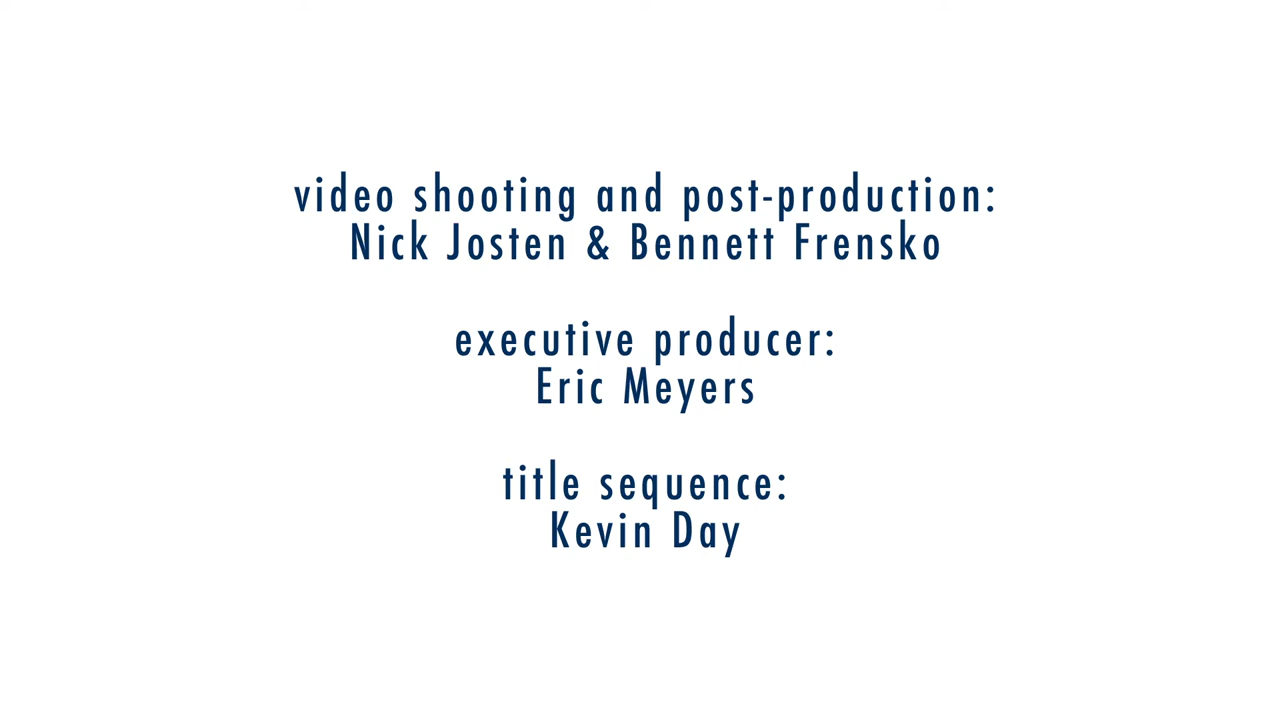 video shooting and post-production:
Nick Josten & Bennett Frensko
executive producer:
Eric Meyers
title sequence:
Kevin Day